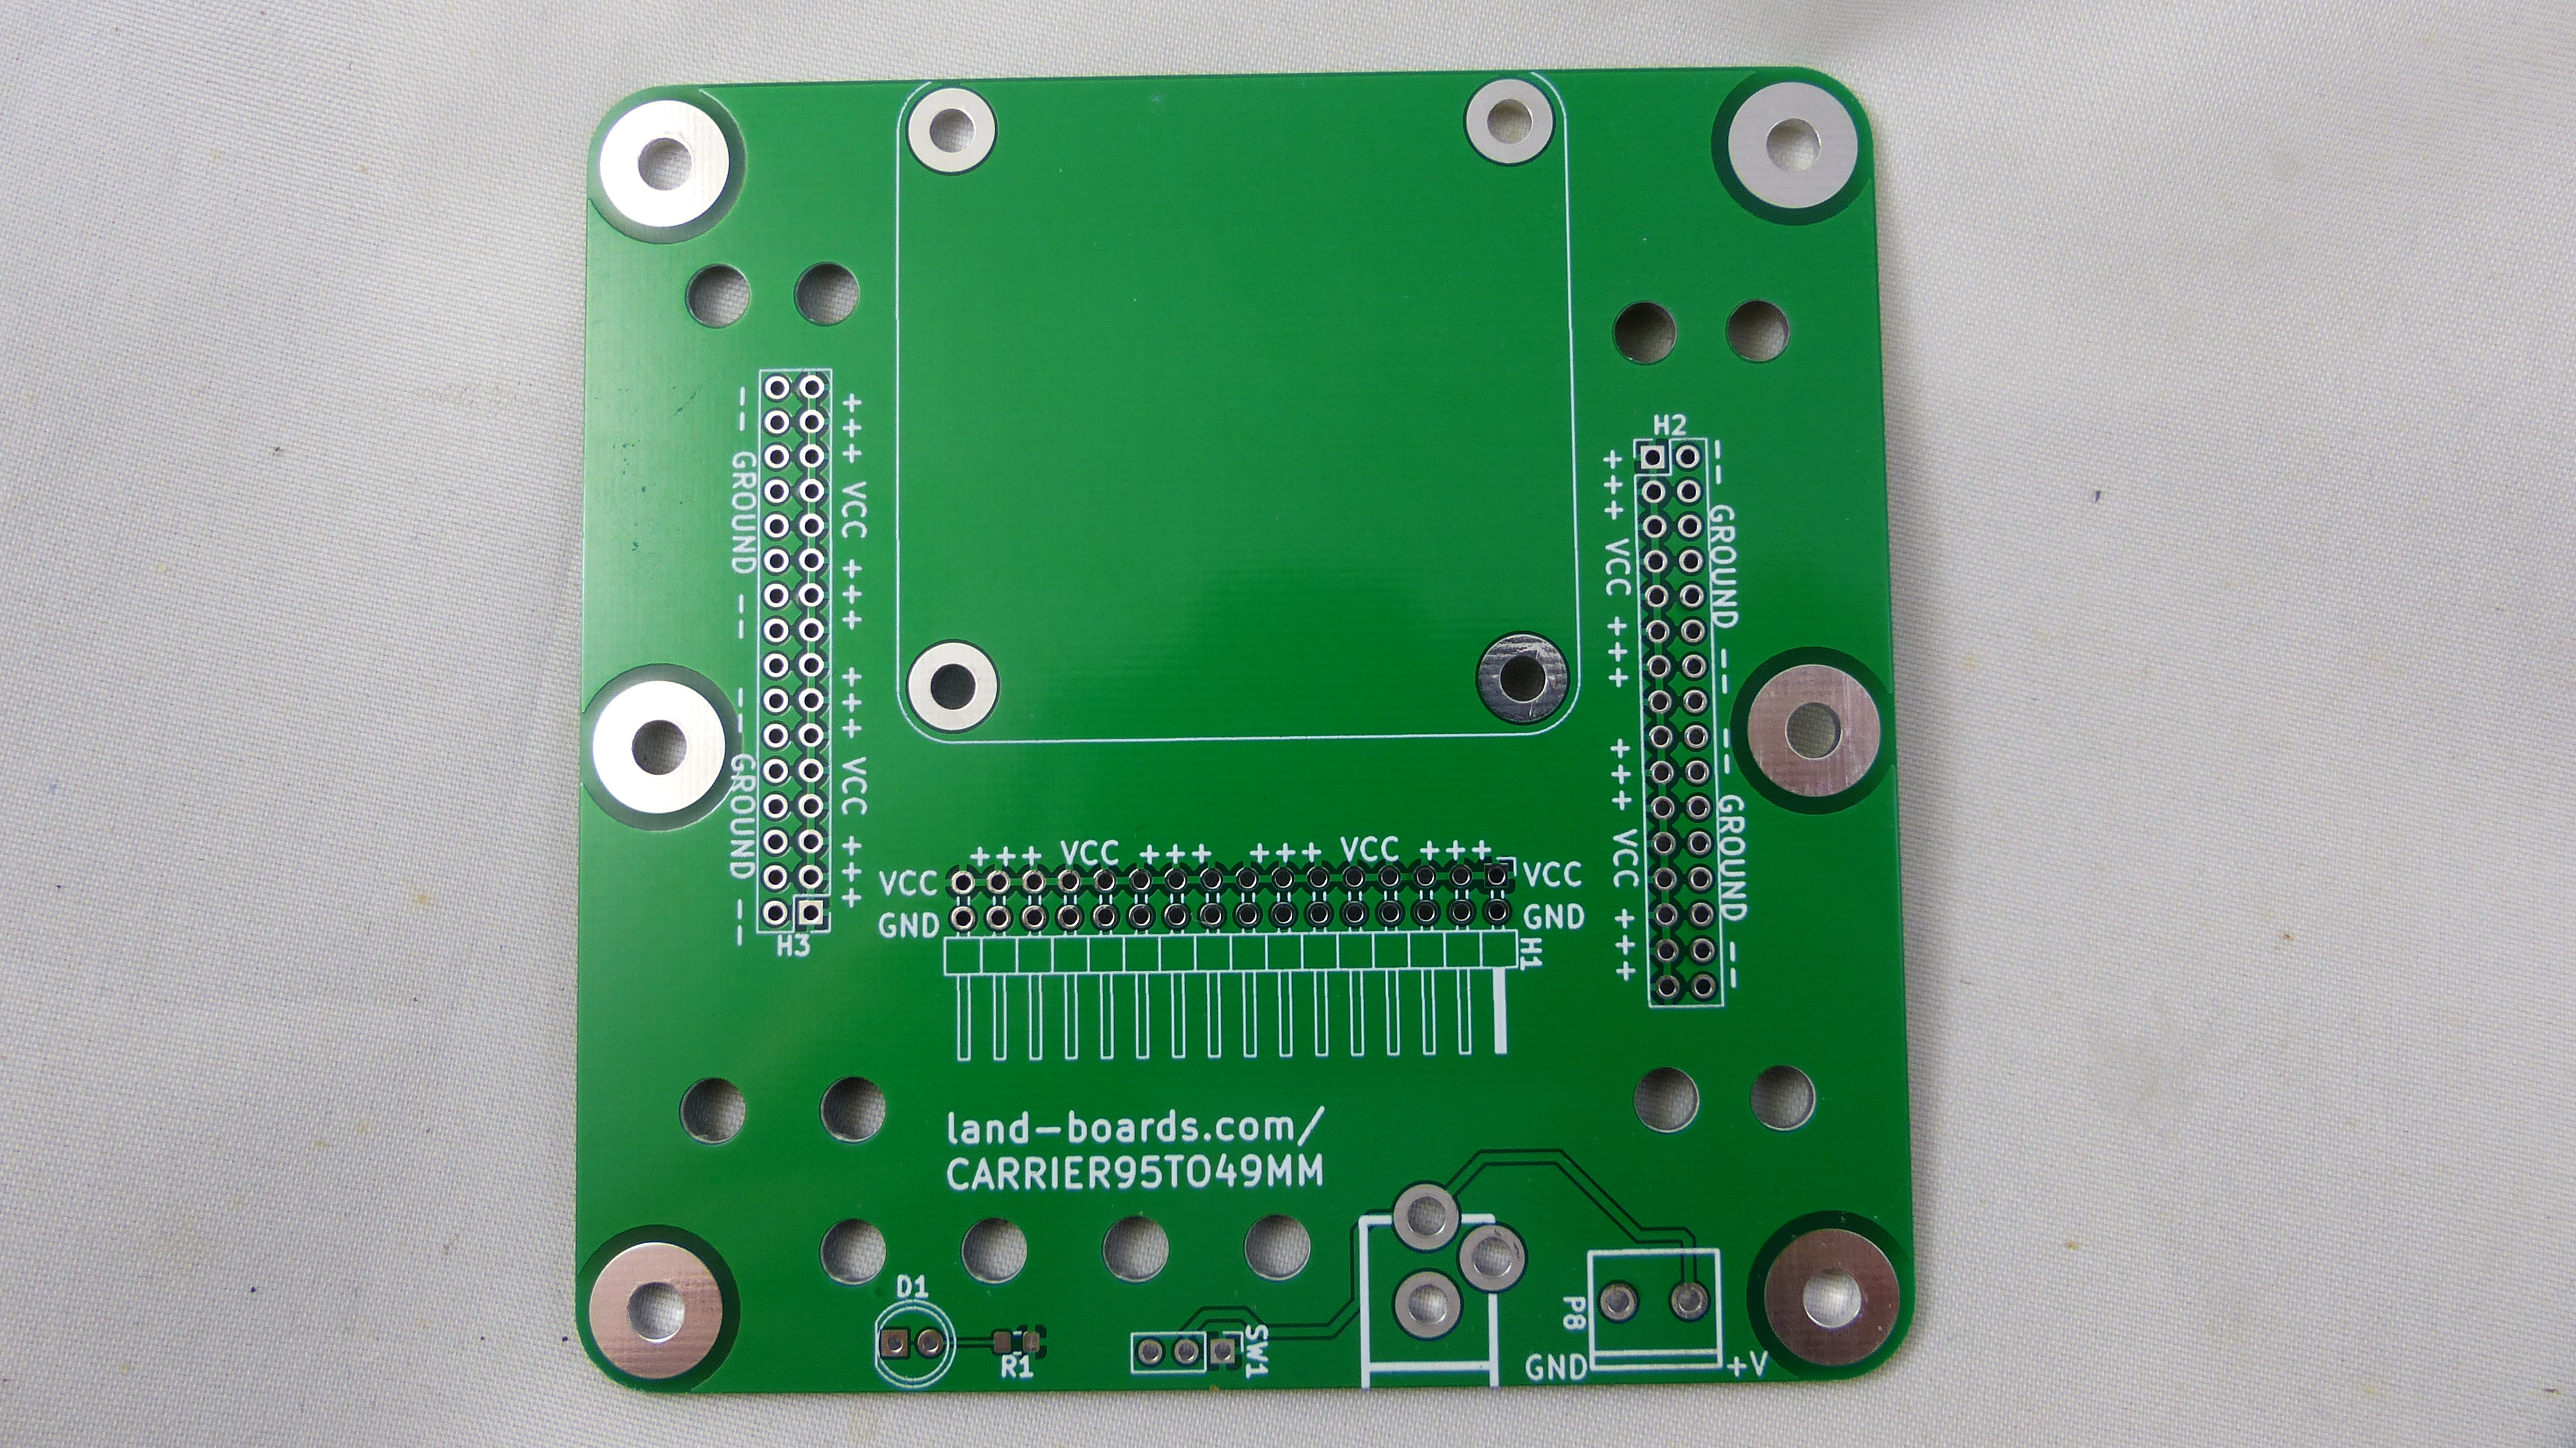 H2
-- GROUND -- -- GROUND --
+++ VCC +++ +++ VCC +++
+++ VCC +++ +++ VCC +++
-- GROUND -- -- GROUND --
H3
+++ VCC +++ +++ VCC +++
VCC VCC
GND GND
H1
land-boards.com/
CARRIER95TO49MM
D1
R1
SW1
P8
GND +V